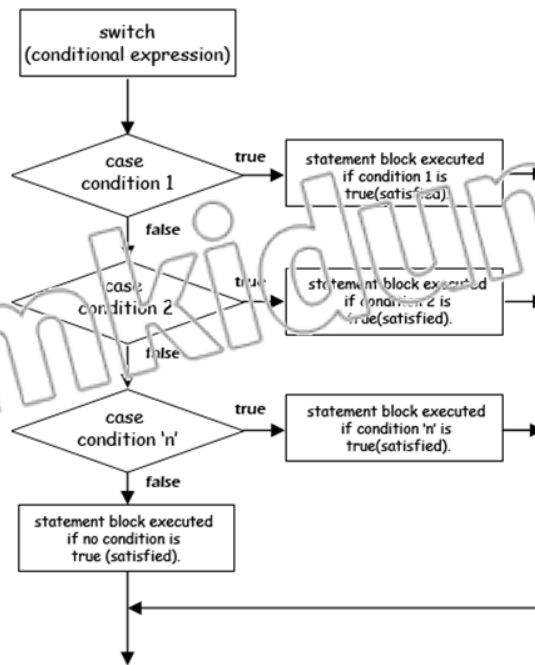 switch
(conditional expression)
case
condition 1
true
statement block executed
if condition 1 is
true(satisfied).
false
case
condition 2
true
statement block executed
if condition 2 is
true(satisfied).
false
case
condition 'n'
true
statement block executed
if condition 'n' is
true(satisfied).
false
statement block executed
if no condition is
true (satisfied).